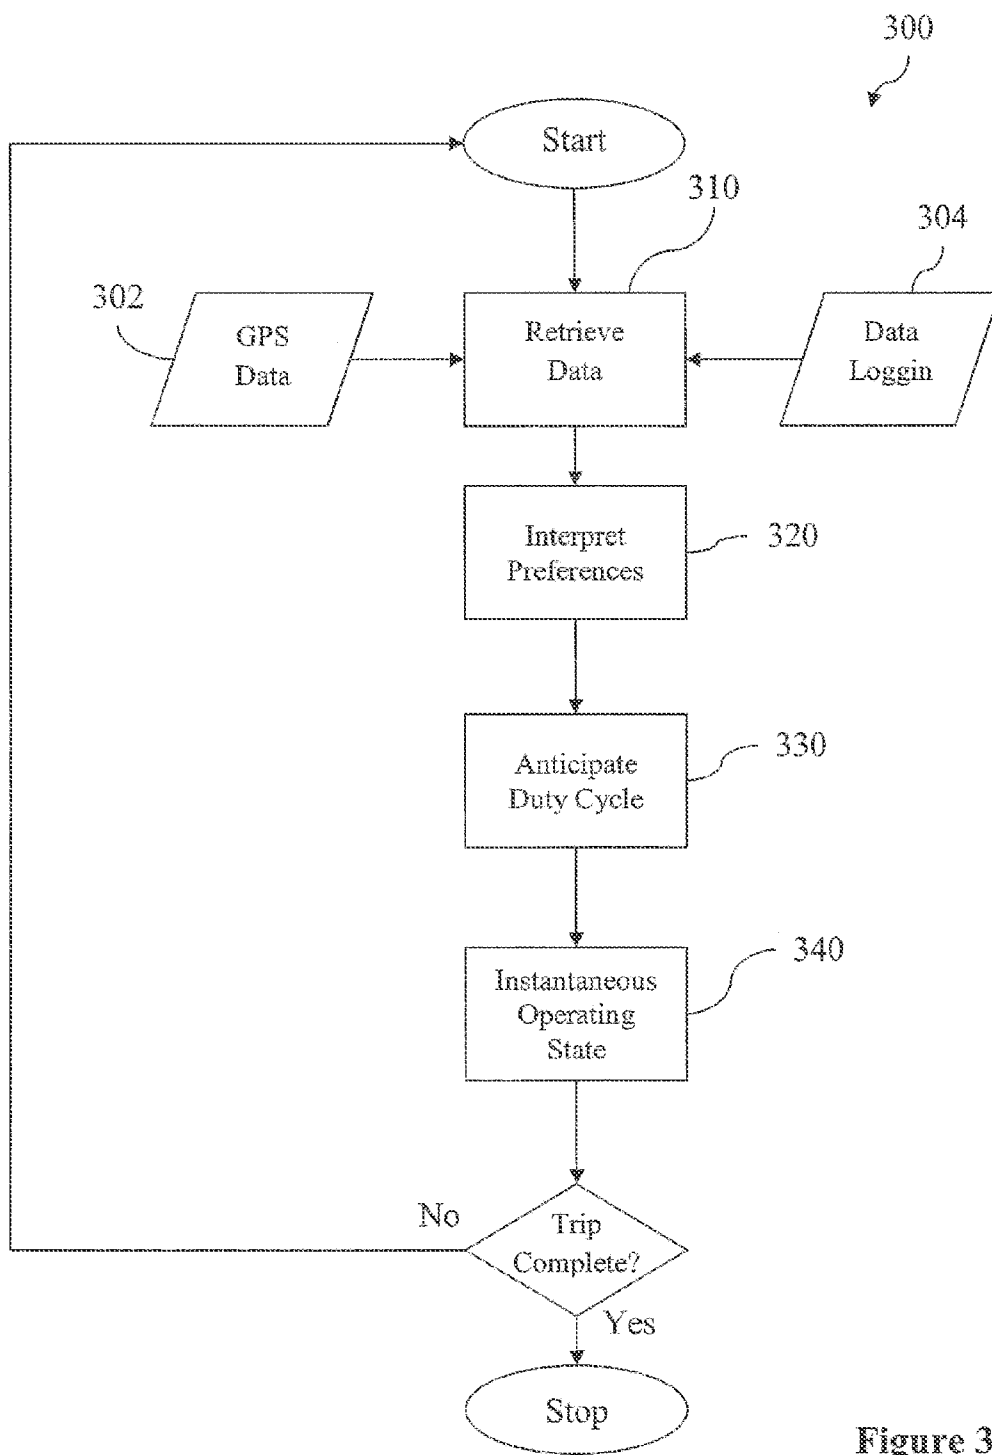 300
Start
310
304
302
GPS
Data
Retrieve
Data
Data
Loggin
Interpret
Preferences
320
Anticipate
Duty Cycle
330
Instantaneous
Operating
State
340
No
Trip
Complete?
Yes
Stop
Figure 3